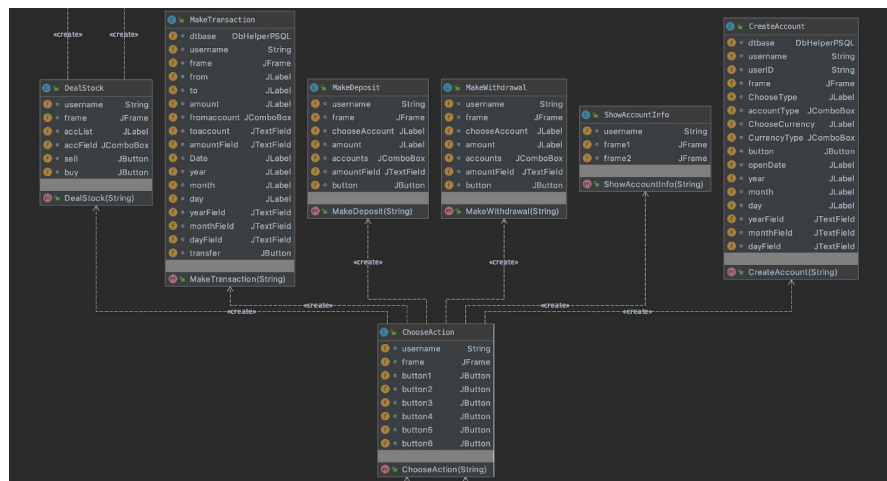 «create»
«create»
DealStock
username String
frame JFrame
accList JLabel
accField JComboBox
sell JButton
buy JButton
DealStock(String)
MakeTransaction
dtbase DbHelperPSQL
username String
frame JFrame
from JLabel
to JLabel
amount JLabel
fromaccount JComboBox
toaccount JTextField
amountField JTextField
Date JLabel
year JLabel
month JLabel
day JLabel
yearField JTextField
monthField JTextField
dayField JTextField
transfer JButton
MakeTransaction(String)
MakeDeposit
username String
frame JFrame
chooseAccount JLabel
amount JLabel
accounts JComboBox
amountField JTextField
button JButton
MakeDeposit(String)
MakeWithdrawal
username String
frame JFrame
chooseAccount JLabel
amount JLabel
accounts JComboBox
amountField JTextField
button JButton
MakeWithdrawal(String)
ShowAccountInfo
username String
frame1 JFrame
frame2 JFrame
ShowAccountInfo(String)
CreateAccount
dtbase DbHelperPSQL
username String
userID String
frame JFrame
ChooseType JLabel
accountType JComboBox
ChooseCurrency JLabel
CurrencyType JComboBox
button JButton
openDate JLabel
year JLabel
month JLabel
day JLabel
yearField JTextField
monthField JTextField
dayField JTextField
CreateAccount(String)
«create»
«create»
«create»
«create»
«create»
«create»
ChooseAction
username String
frame JFrame
button1 JButton
button2 JButton
button3 JButton
button4 JButton
button5 JButton
button6 JButton
ChooseAction(String)